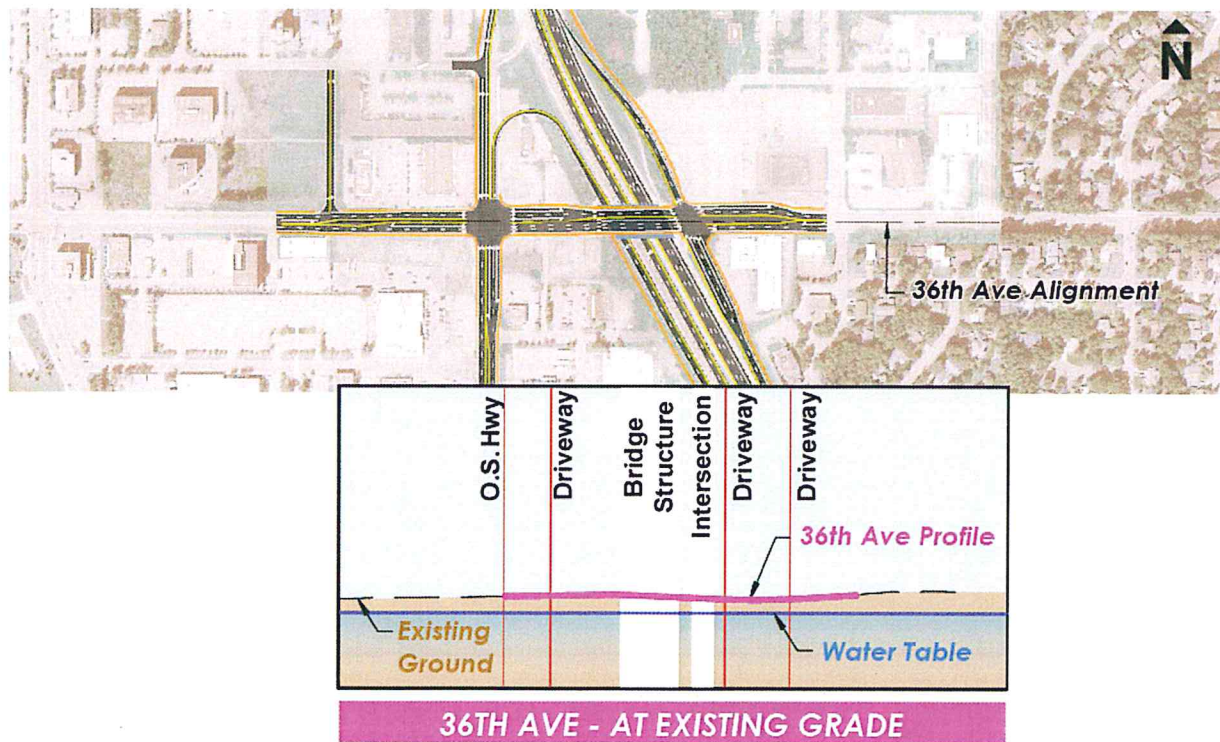 N
36th Ave Alignment
O.S. Hwy
Driveway
Bridge
Structure
Intersection
Driveway
Driveway
36th Ave Profile
Existing
Ground
Water Table
36TH AVE - AT EXISTING GRADE